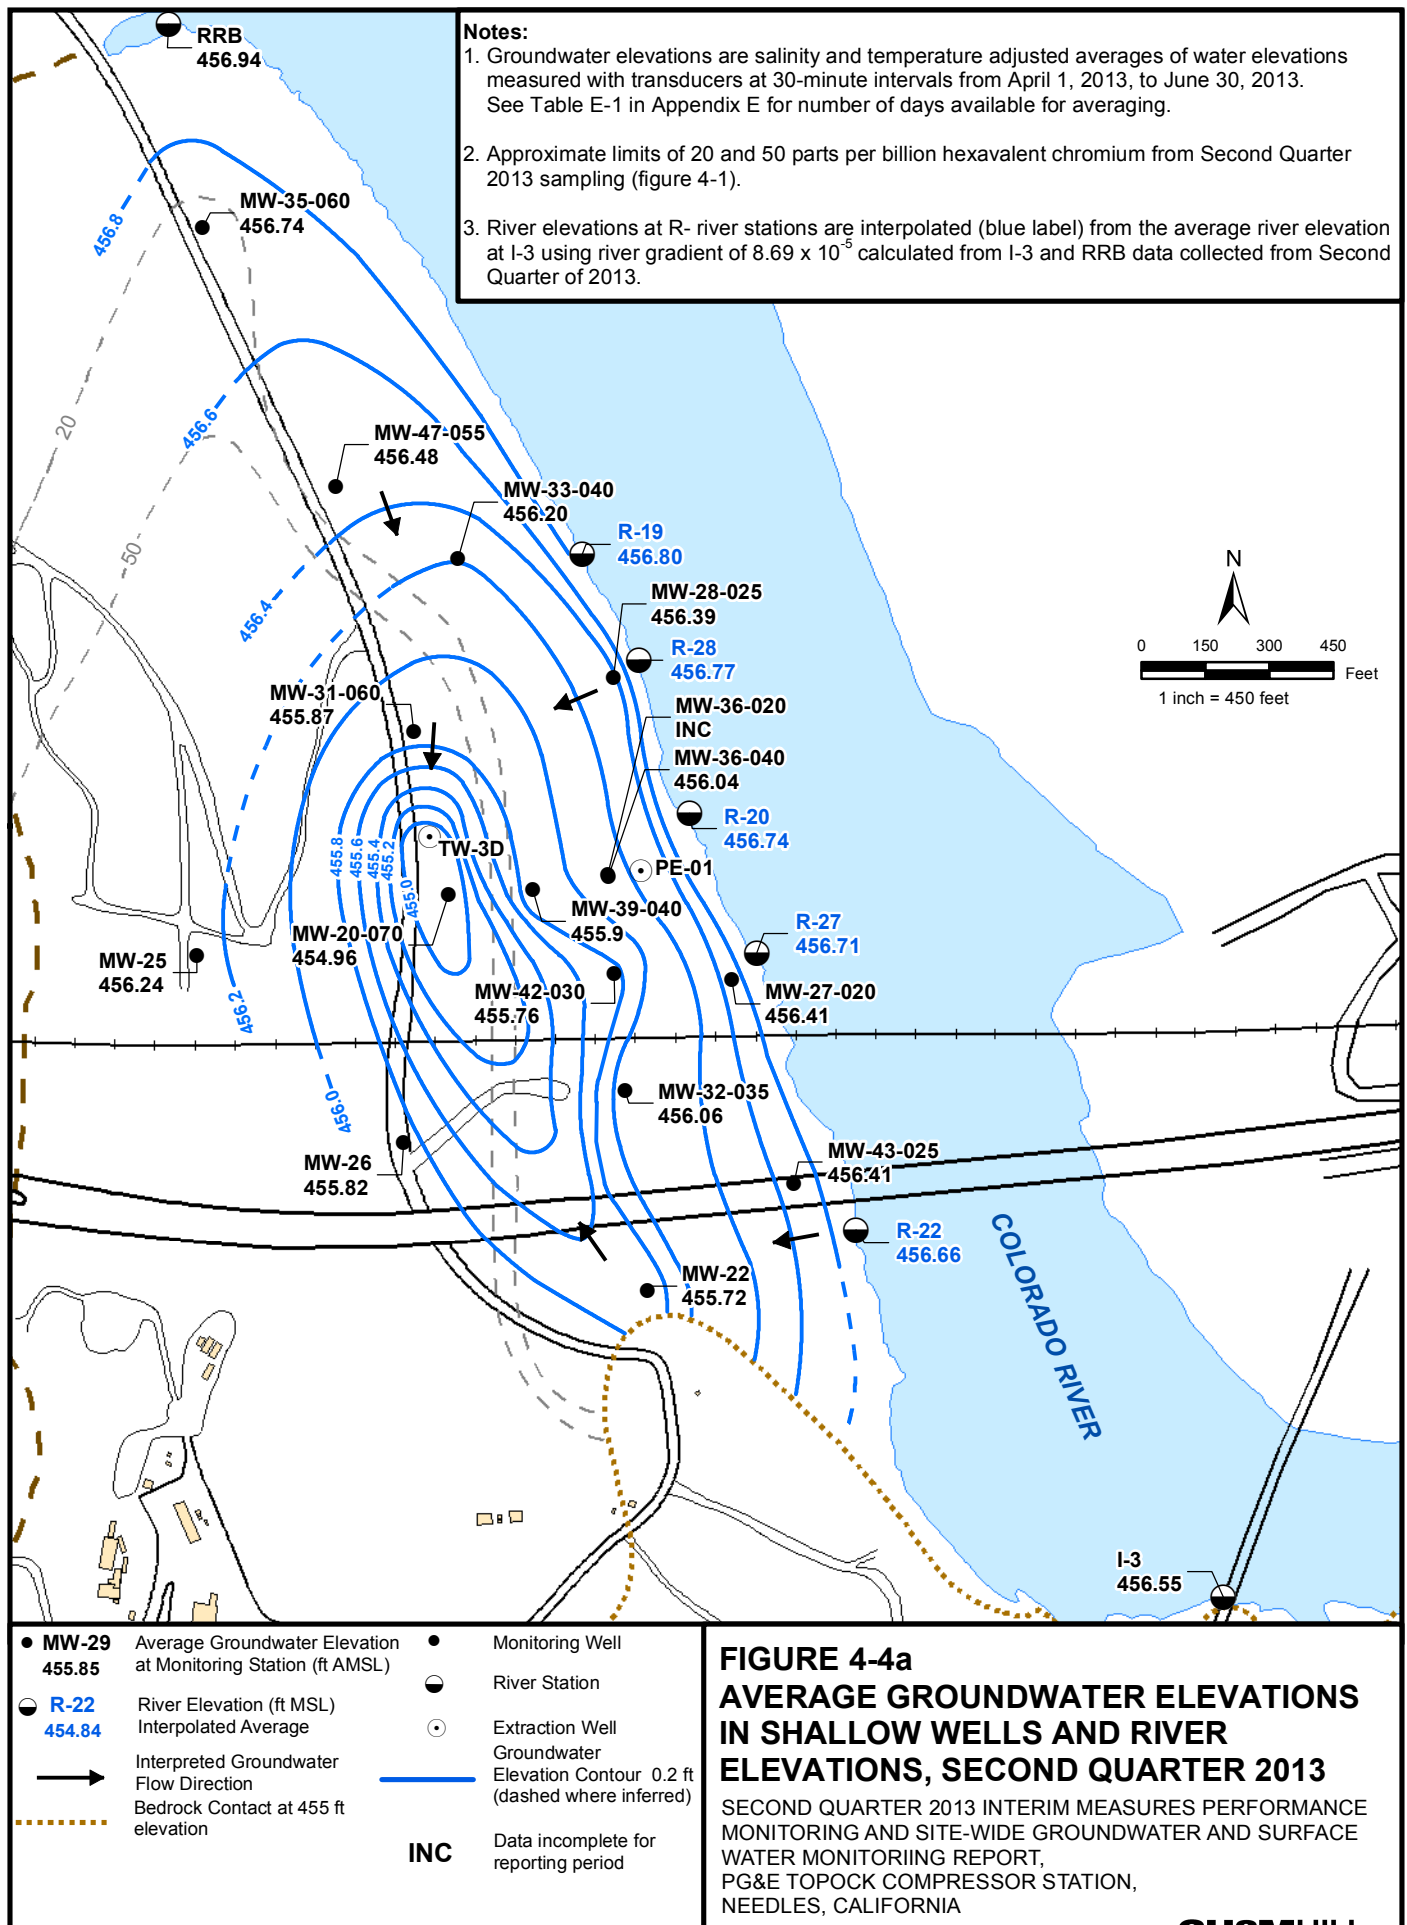 RRB
456.94
Notes:
1. Groundwater elevations are salinity and temperature adjusted averages of water elevations
measured with transducers at 30-minute intervals from April 1, 2013, to June 30, 2013.
See Table E-1 in Appendix E for number of days available for averaging.
2. Approximate limits of 20 and 50 parts per billion hexavalent chromium from Second Quarter
2013 sampling (figure 4-1).
3. River elevations at R- river stations are interpolated (blue label) from the average river elevation
at I-3 using river gradient of 8.69 x 10-5 calculated from I-3 and RRB data collected from Second
Quarter of 2013.
456.8
MW-35-060
456.74
20
456.6
MW-47-055
456.48
MW-33-040
456.20
R-19
456.80
50
456.4
MW-28-025
456.39
R-28
456.77
N
0 150 300 450
Feet
1 inch = 450 feet
MW-31-060
455.87
MW-36-020
INC
MW-36-040
456.04
R-20
456.74
455.8
455.6
455.4
455.2
455.0
TW-3D
PE-01
MW-39-040
455.9
MW-20-070
454.96
R-27
456.71
MW-25
456.24
456.2
MW-42-030
455.76
MW-27-020
456.41
456.0
MW-32-035
456.06
MW-26
455.82
MW-43-025
456.41
R-22
456.66
COLORADO RIVER
MW-22
455.72
I-3
456.55
MW-29
455.85
Average Groundwater Elevation
at Monitoring Station (ft AMSL)
R-22
454.84
River Elevation (ft MSL)
Interpolated Average
Interpreted Groundwater
Flow Direction
Bedrock Contact at 455 ft
elevation
Monitoring Well
River Station
Extraction Well
Groundwater
Elevation Contour 0.2 ft
(dashed where inferred)
INC
Data incomplete for
reporting period
FIGURE 4-4a
AVERAGE GROUNDWATER ELEVATIONS
IN SHALLOW WELLS AND RIVER
ELEVATIONS, SECOND QUARTER 2013
SECOND QUARTER 2013 INTERIM MEASURES PERFORMANCE
MONITORING AND SITE-WIDE GROUNDWATER AND SURFACE
WATER MONITORIING REPORT,
PG&E TOPOCK COMPRESSOR STATION,
NEEDLES, CALIFORNIA